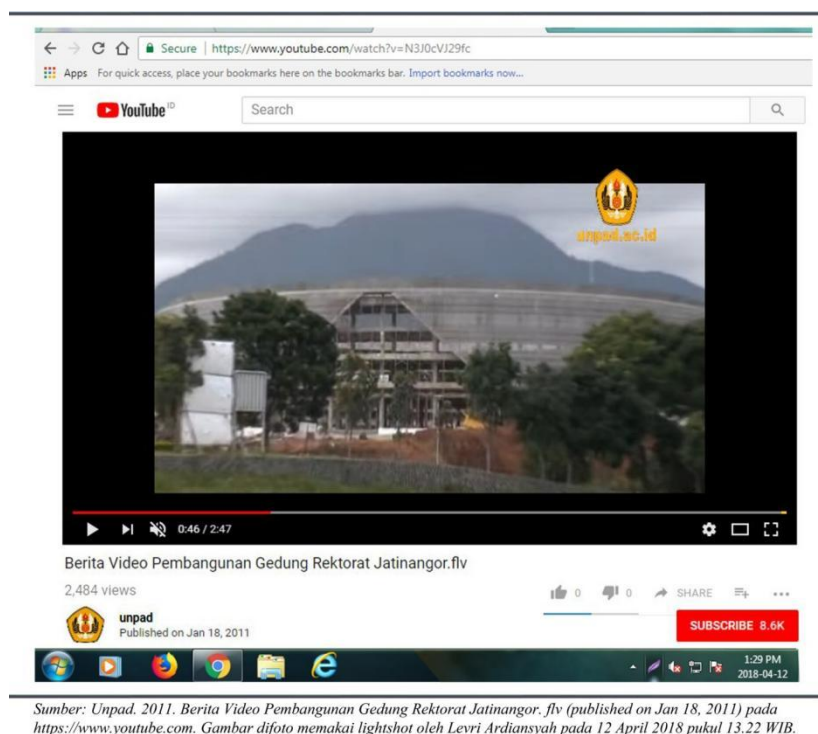 Secure | https://www.youtube.com/watch?v=N3J0cVJ29fc
Apps For quick access, place your bookmarks here on the bookmarks bar. Import bookmarks now...
YouTube ID
Search
unpad.ac.id
0:46 / 2:47
Berita Video Pembangunan Gedung Rektorat Jatinangor.flv
2,484 views
0 0 SHARE
unpad
Published on Jan 18, 2011
SUBSCRIBE 8.6K
1:29 PM
2018-04-12
Sumber: Unpad. 2011. Berita Video Pembangunan Gedung Rektorat Jatinangor. flv (published on Jan 18, 2011) pada
https://www.youtube.com. Gambar difoto memakai lightshot oleh Levri Ardiansyah pada 12 April 2018 pukul 13.22 WIB.